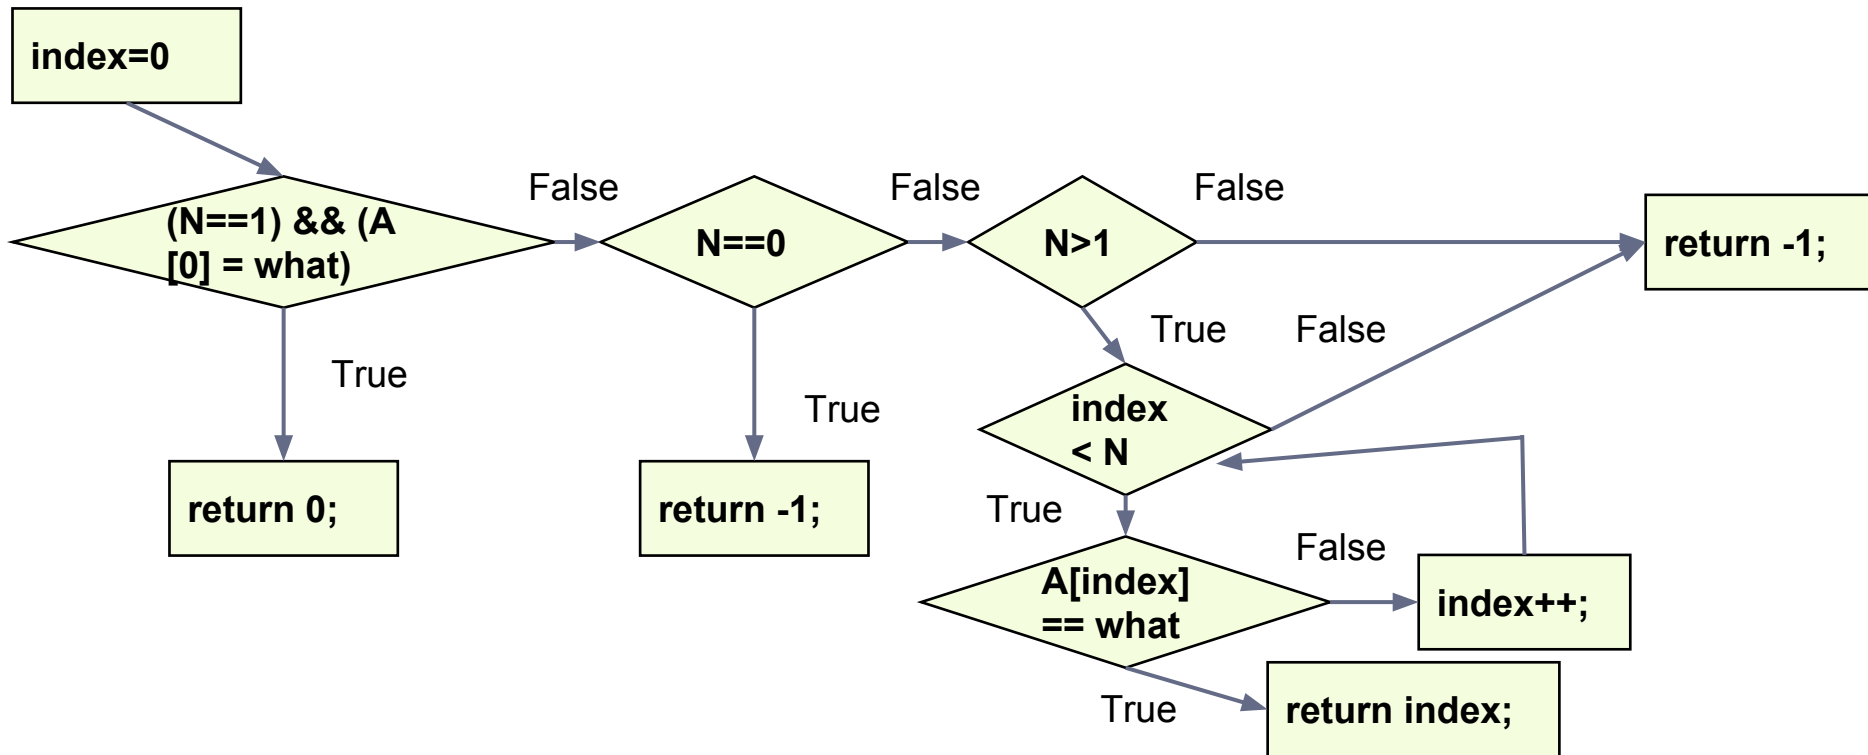 index=0
False
False
False
(N==1) && (A
[0] = what)
N==0
N>1
return -1;
True
True
True
False
index
< N
return 0;
return -1;
True
False
A[index]
== what
index++;
True
return index;